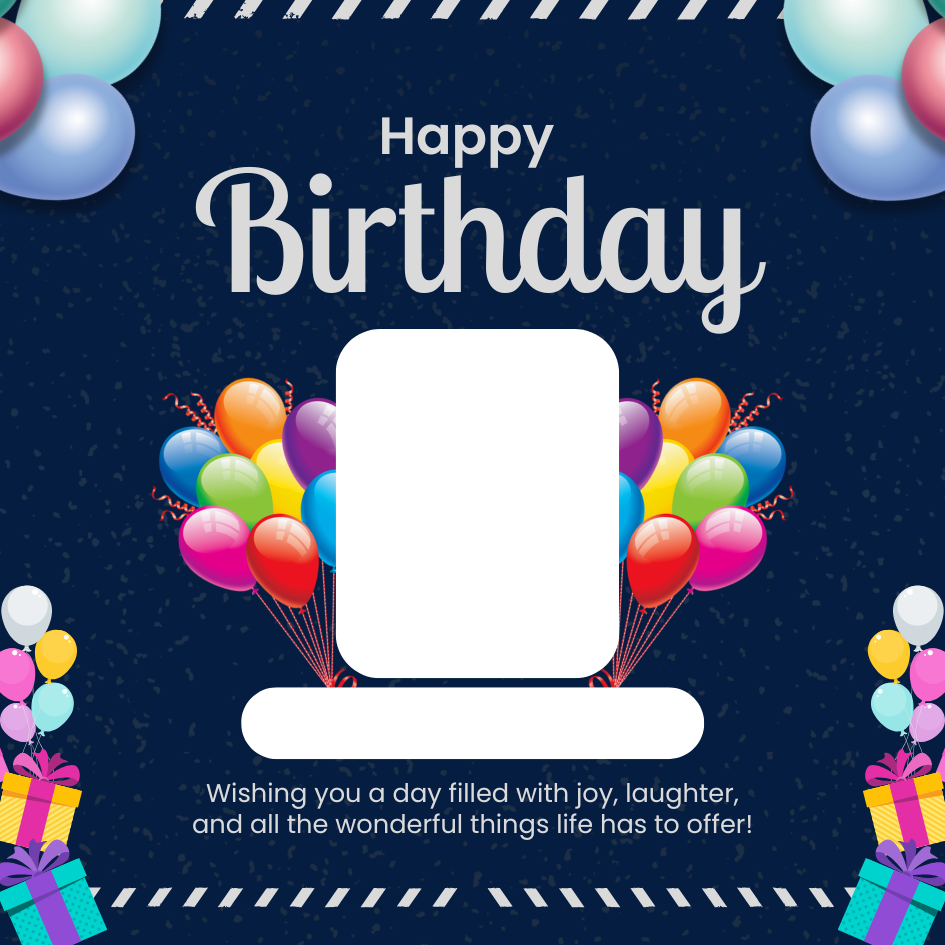 Happy
Birthday
Wishing you a day filled with joy, laughter,
and all the wonderful things life has to offer!